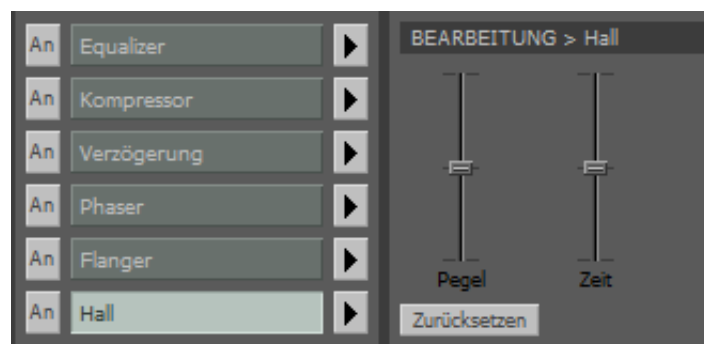 An Equalizer
An Kompressor
An Verzögerung
An Phaser
An Flanger
An Hall
BEARBEITUNG > Hall
Pegel Zeit
Zurücksetzen